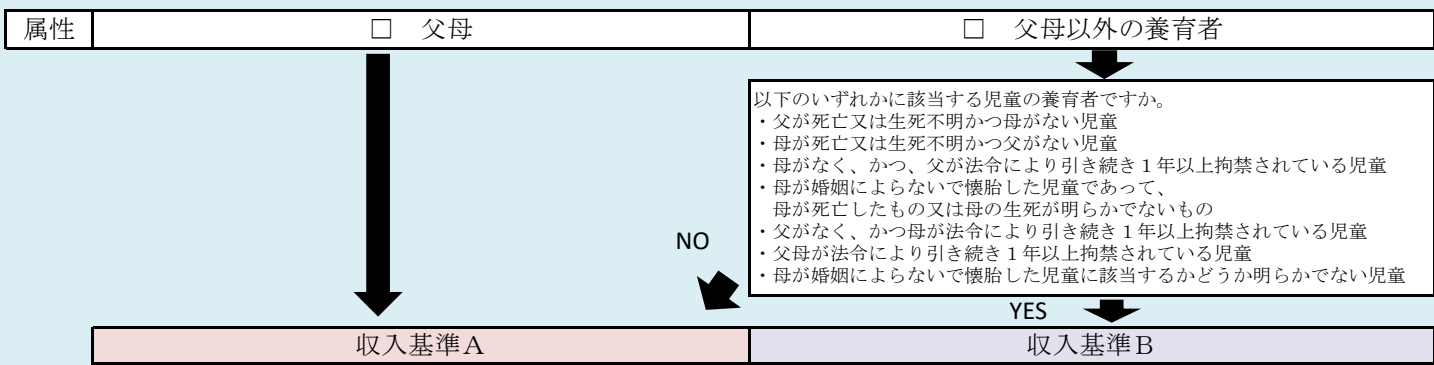 属性
□ 父母
□ 父母以外の養育者
以下のいずれかに該当する児童の養育者ですか。
・父が死亡又は生死不明かつ母がない児童
・母が死亡又は生死不明かつ父がない児童
・母がなく、かつ、父が法令により引き続き１年以上拘禁されている児童
・母が婚姻によらないで懐胎した児童であって、
母が死亡したもの又は母の生死が明らかでないもの
・父がなく、かつ母が法令により引き続き１年以上拘禁されている児童
・父母が法令により引き続き１年以上拘禁されている児童
・母が婚姻によらないで懐胎した児童に該当するかどうか明らかでない児童
NO
YES
収入基準Ａ
収入基準Ｂ